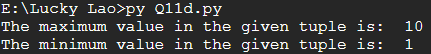 E:\Lucky Lao>py Q11d.py
The maximum value in the given tuple is:  10
The minimum value in the given tuple is:  1